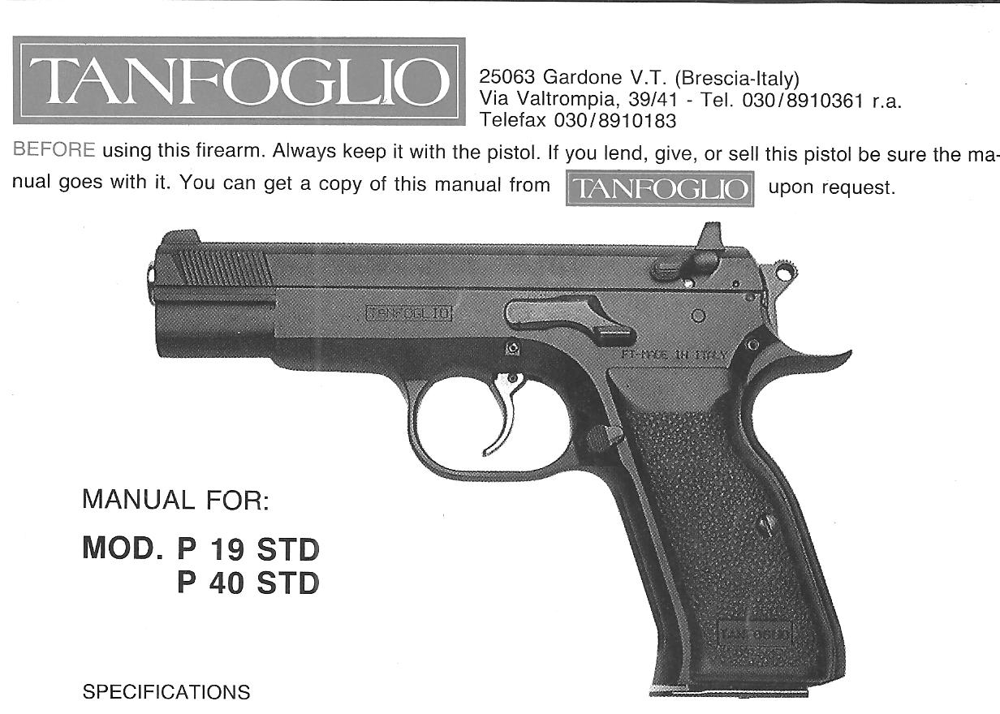 TANFOGLIO
25063 Gardone V.T. (Brescia-Italy)
Via Valtrompia, 39/41 - Tel. 030/8910361 r.a.
Telefax 030/8910183
BEFORE using this firearm. Always keep it with the pistol. If you lend, give, or sell this pistol be sure the ma-
nual goes with it. You can get a copy of this manual from TANFOGLIO upon request.
TANFOGLIO
FT-MADE IN ITALY
MANUAL FOR:
MOD. P 19 STD
P 40 STD
TANFOGLIO
SPECIFICATIONS